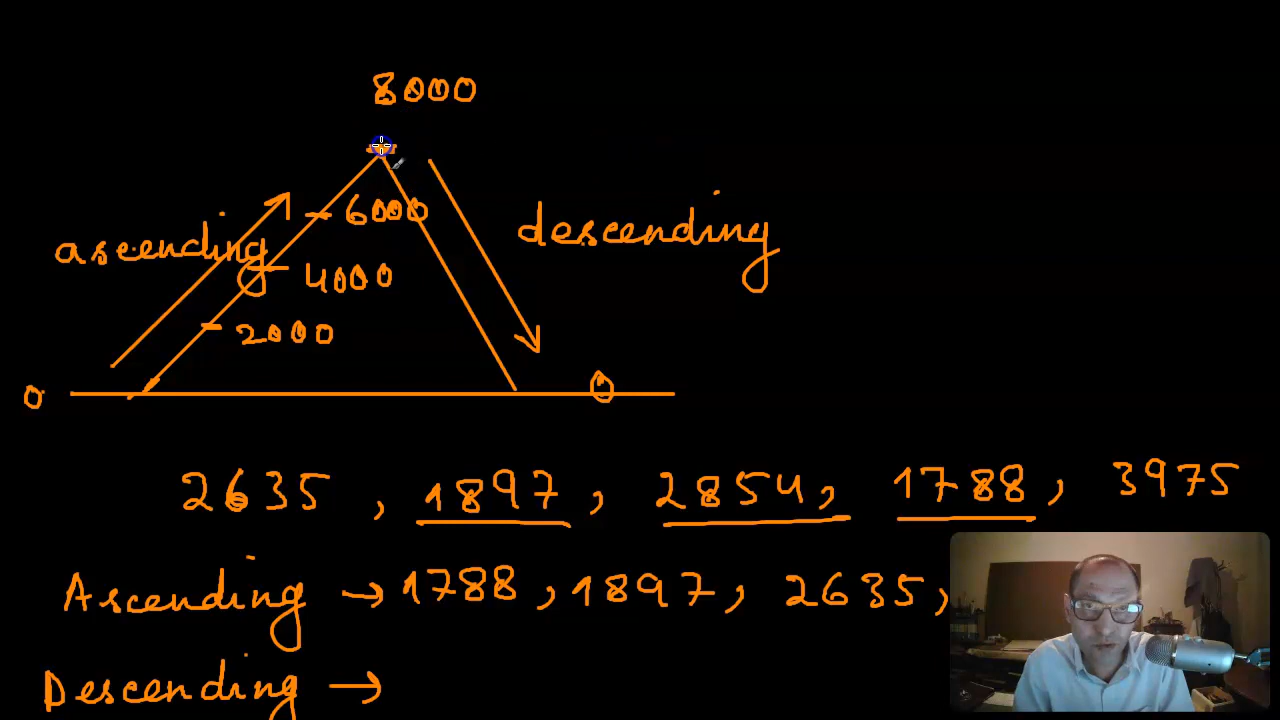 8000
6000
ascending
descending
4000
2000
0 0
2635, 1897, 2854, 1788, 3975
Ascending → 1788, 1897, 2635,
Descending →